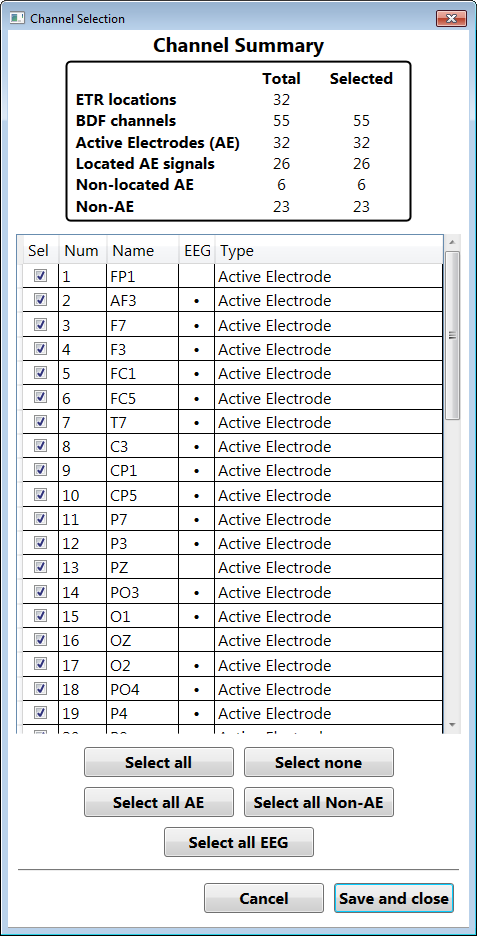 Channel Selection
Channel Summary
Total Selected
ETR locations 32
BDF channels 55 55
Active Electrodes (AE) 32 32
Located AE signals 26 26
Non-located AE 6 6
Non-AE 23 23
Sel Num Name EEG Type
1 FP1 Active Electrode
2 AF3 • Active Electrode
3 F7 • Active Electrode
4 F3 • Active Electrode
5 FC1 • Active Electrode
6 FC5 • Active Electrode
7 T7 • Active Electrode
8 C3 • Active Electrode
9 CP1 • Active Electrode
10 CP5 • Active Electrode
11 P7 • Active Electrode
12 P3 • Active Electrode
13 PZ Active Electrode
14 PO3 • Active Electrode
15 O1 • Active Electrode
16 OZ Active Electrode
17 O2 • Active Electrode
18 PO4 • Active Electrode
19 P4 • Active Electrode
Select all Select none
Select all AE Select all Non-AE
Select all EEG
Cancel Save and close